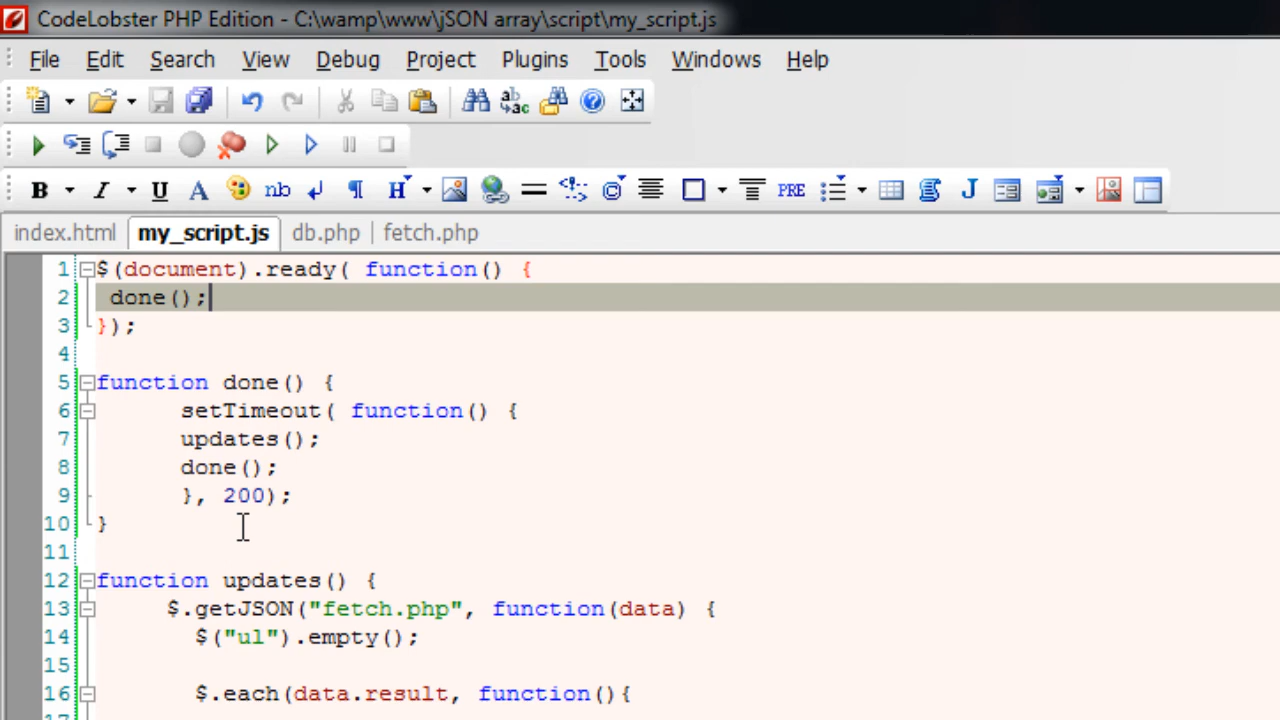 CodeLobster PHP Edition - C:\wamp\www\jSON array\script\my_script.js
File Edit Search View Debug Project Plugins Tools Windows Help
ab
ac
B I U A nb H PRE J
index.html my_script.js db.php fetch.php
1 $(document).ready( function() {
2 done();
3 });
4
5 function done() {
6 setTimeout( function() {
7 updates();
8 done();
9 }, 200);
10 }
11
12 function updates() {
13 $.getJSON("fetch.php", function(data) {
14 $("ul").empty();
15
16 $.each(data.result, function(){